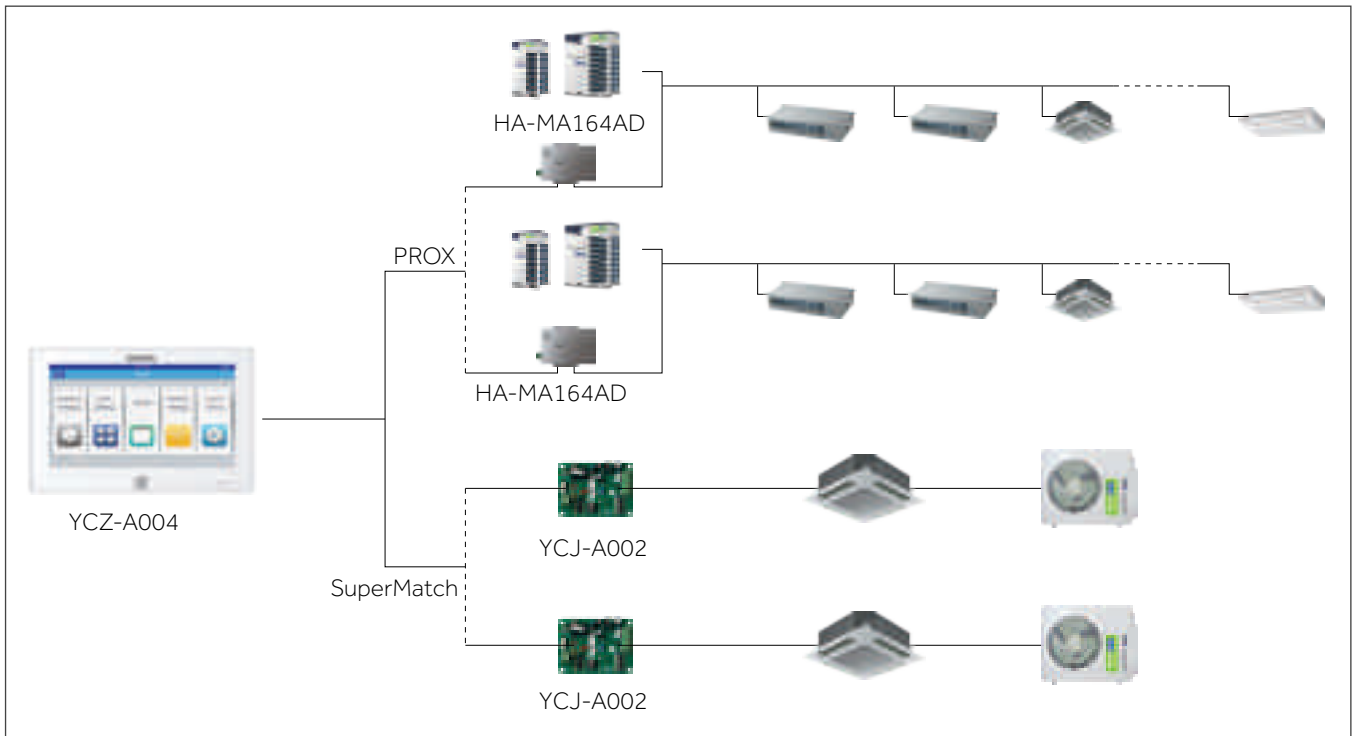 HA-MA164AD
PROX
HA-MA164AD
YCZ-A004
YCJ-A002
SuperMatch
YCJ-A002